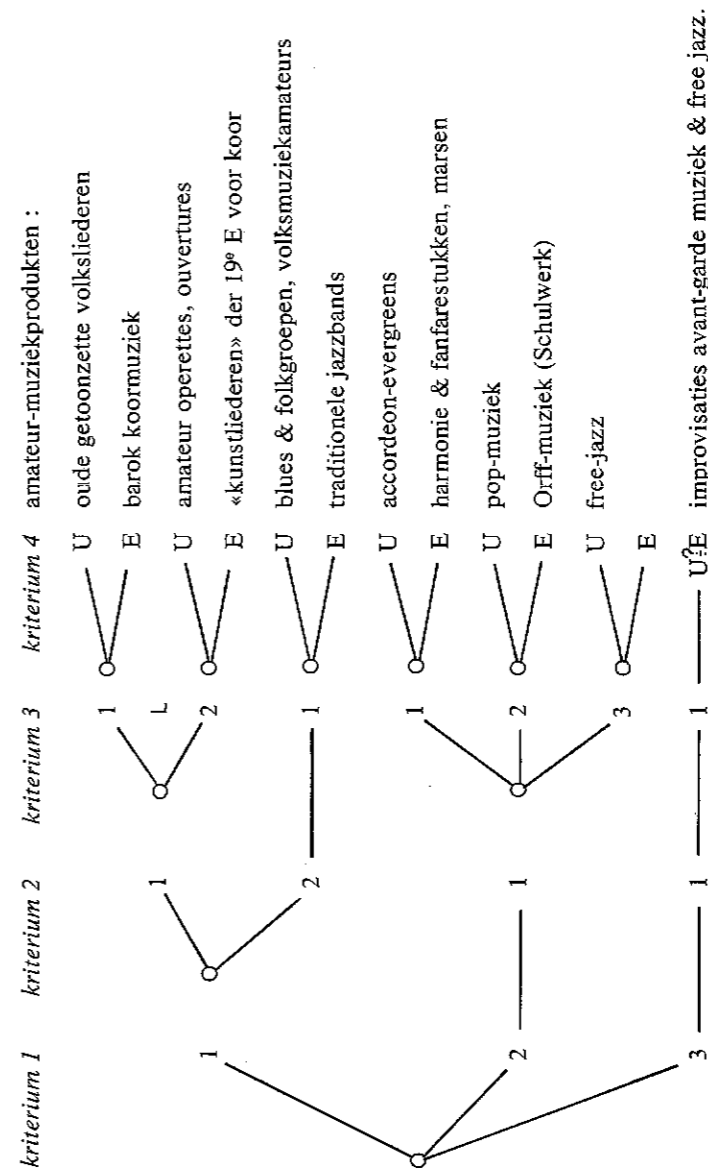 kriterium 1 kriterium 2 kriterium 3 kriterium 4 amateur-muziekprodukten :
U oude getoonzette volksliederen
1
E barok koormuziek
1 L
U amateur operettes, ouvertures
1 2
E «kunstliederen» der 19e E voor koor
U blues & folkgroepen, volksmuziekamateurs
2 1
E traditionele jazzbands
U accordeon-evergreens
1
E harmonie & fanfarestukken, marsen
U pop-muziek
2 1 2
E Orff-muziek (Schulwerk)
U free-jazz
3
E
3 1 1 U?E improvisaties avant-garde muziek & free jazz.